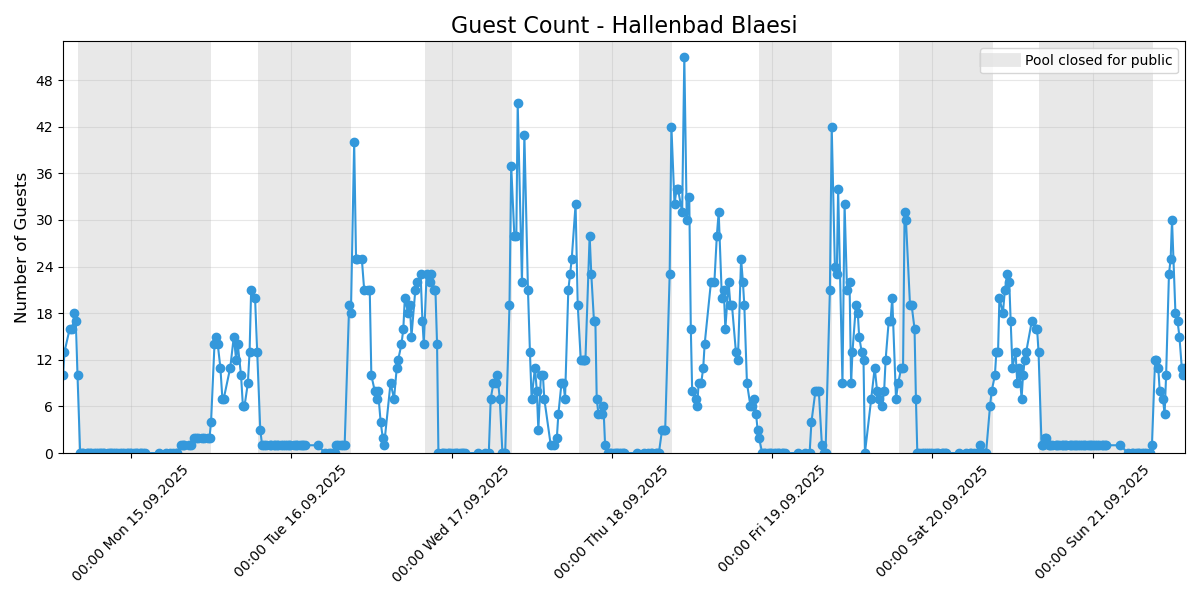 Guest Count - Hallenbad Blaesi
Pool closed for public
Number of Guests
48
42
36
30
24
18
12
6
0
00:00 Mon 15.09.2025
00:00 Tue 16.09.2025
00:00 Wed 17.09.2025
00:00 Thu 18.09.2025
00:00 Fri 19.09.2025
00:00 Sat 20.09.2025
00:00 Sun 21.09.2025